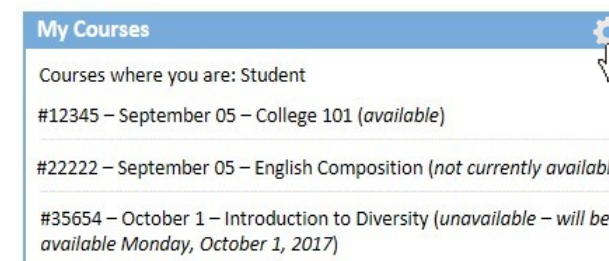 My Courses
Courses where you are: Student
#12345 – September 05 – College 101 (available)
#22222 – September 05 – English Composition (not currently
#35654 – October 1 – Introduction to Diversity (unavailable – will be
available Monday, October 1, 2017)